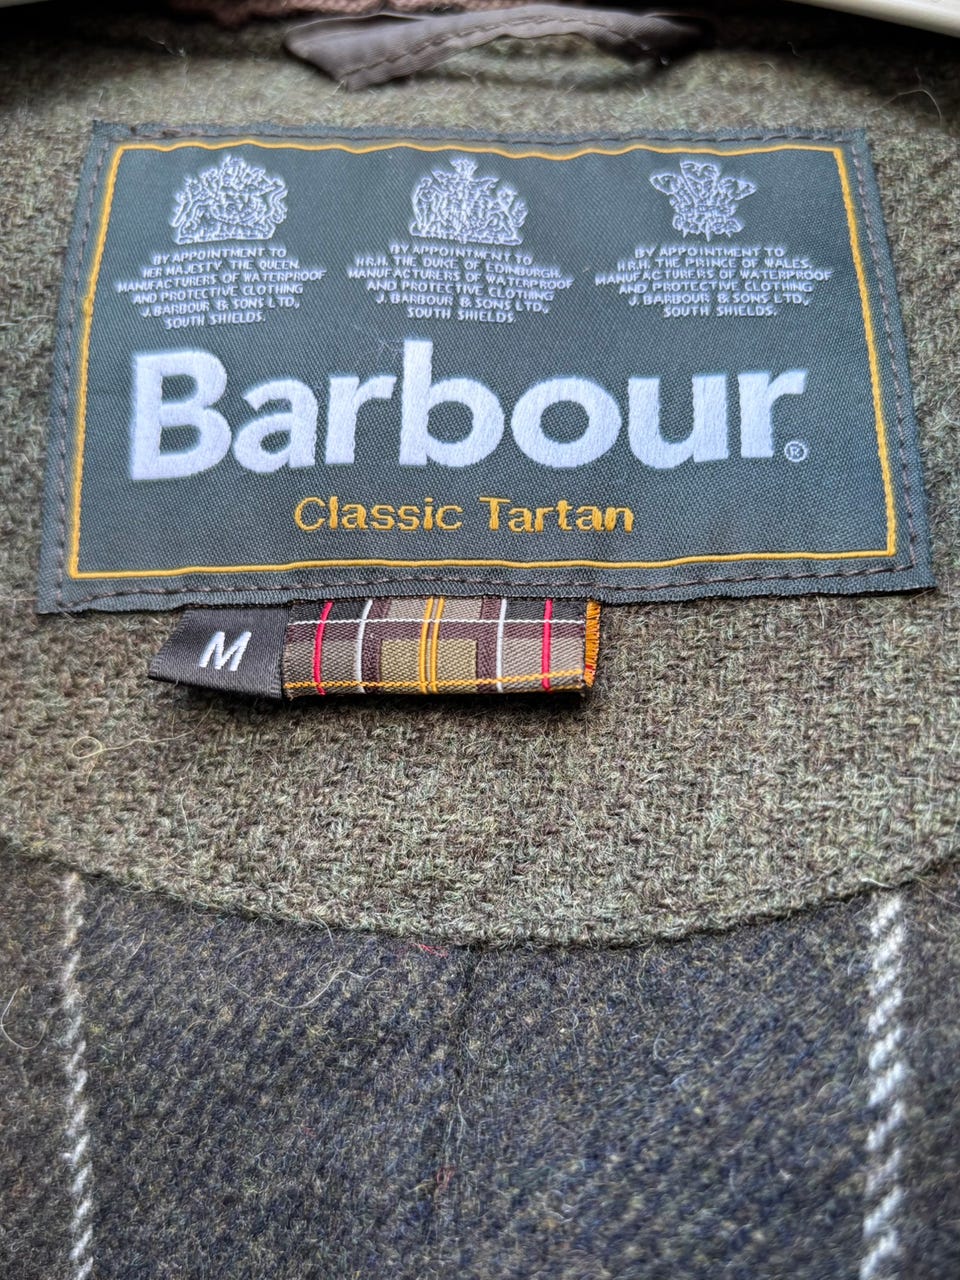 BY APPOINTMENT TO
HER MAJESTY THE QUEEN
MANUFACTURERS OF WATERPROOF
AND PROTECTIVE CLOTHING
J. BARBOUR & SONS LTD,
SOUTH SHIELDS.
BY APPOINTMENT TO
H.R.H. THE DUKE OF EDINBURGH,
MANUFACTURERS OF WATERPROOF
AND PROTECTIVE CLOTHING
J. BARBOUR & SONS LTD,
SOUTH SHIELDS.
BY APPOINTMENT TO
H.R.H. THE PRINCE OF WALES,
MANUFACTURERS OF WATERPROOF
AND PROTECTIVE CLOTHING
J. BARBOUR & SONS LTD,
SOUTH SHIELDS.
Barbour®
Classic Tartan
M